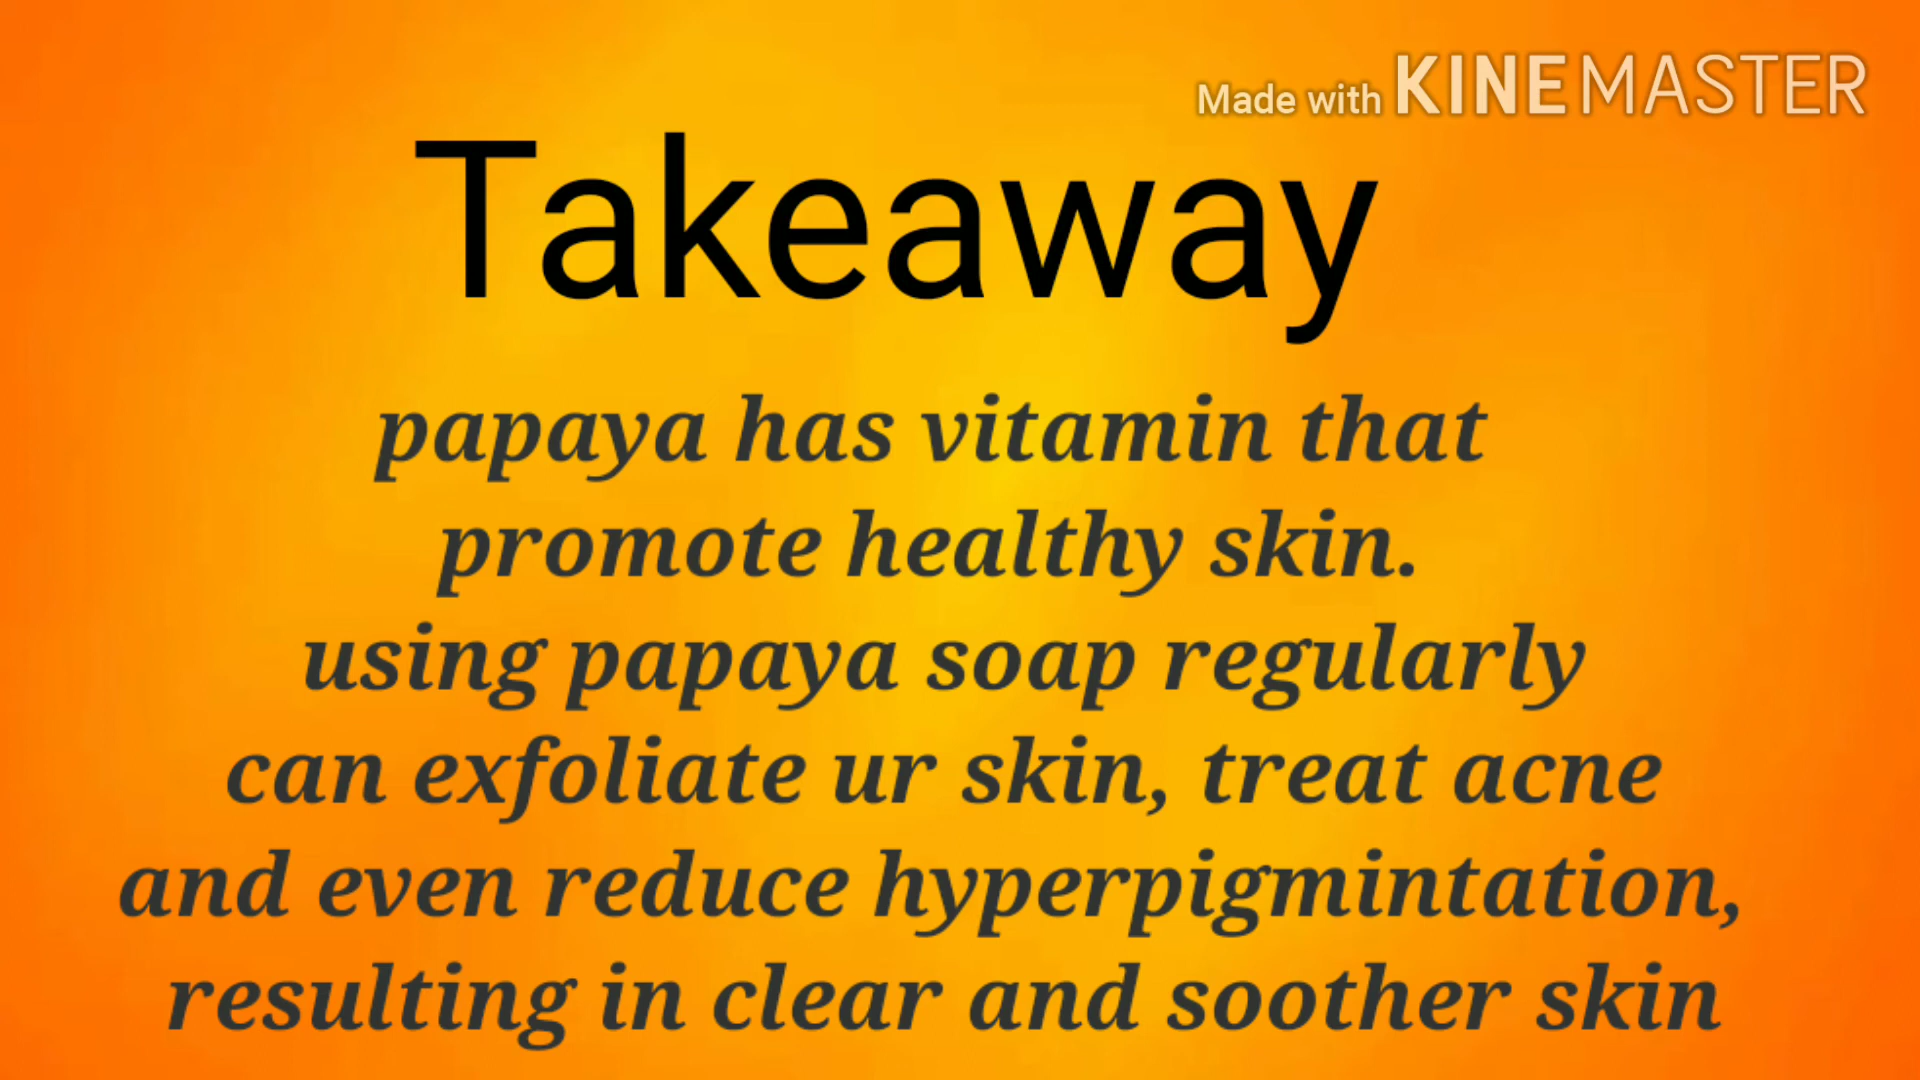 Made with KINEMASTER
Takeaway
papaya has vitamin that
promote healthy skin.
using papaya soap regularly
can exfoliate ur skin, treat acne
and even reduce hyperpigmintation,
resulting in clear and soother skin